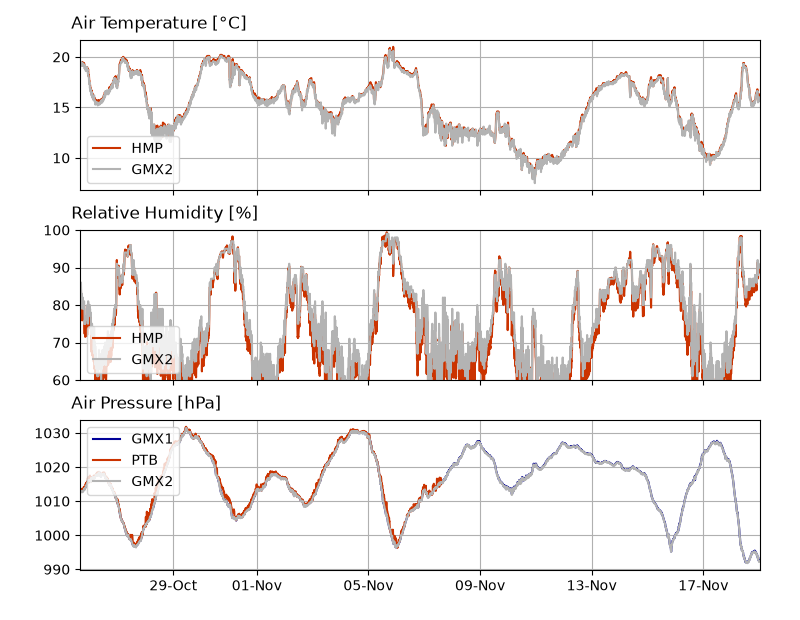 Air Temperature [°C]
20
15
10
HMP
GMX2
Relative Humidity [%]
100
90
80
70
60
HMP
GMX2
Air Pressure [hPa]
1030
1020
1010
1000
990
GMX1
PTB
GMX2
29-Oct 01-Nov 05-Nov 09-Nov 13-Nov 17-Nov